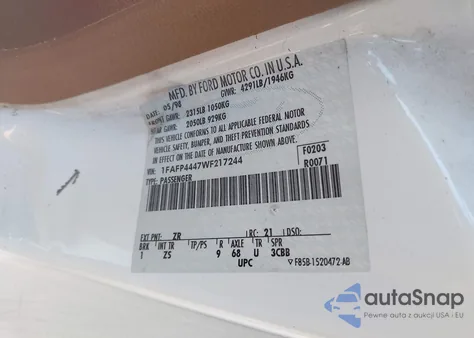 MFD. BY FORD MOTOR CO. IN U.S.A.
DATE: 05/98 GVWR: 4291LB/1946KG
FRONT GAWR: 2315LB 1050KG
REAR GAWR: 2050LB 929KG
THIS VEHICLE CONFORMS TO ALL APPLICABLE FEDERAL MOTOR
VEHICLE SAFETY, BUMPER, AND THEFT PREVENTION STANDARDS
IN EFFECT ON THE DATE OF MANUFACTURE SHOWN ABOVE.
VIN: 1FAFP4447WF217244 F0203
TYPE: PASSENGER R0071
EXT PNT: ZR RC: 21 DSO:
BRK INT TR TP/PS R AXLE TR SPR
1 Z5 9 68 U 3CBB
UPC ▽ F85B-1520472-AB
autoSnap
Pewne auta z aukcji USA i EU